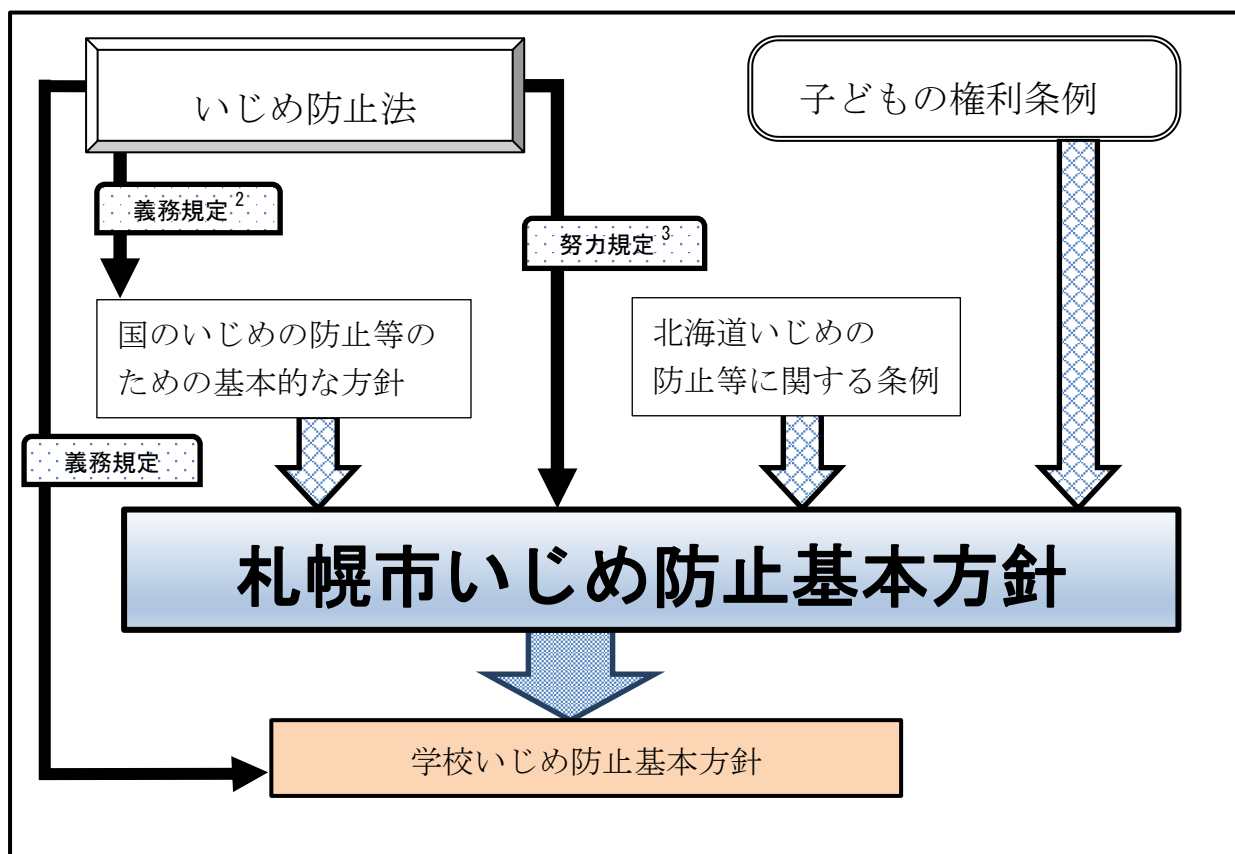 いじめ防止法
子どもの権利条例
義務規定2
努力規定3
国のいじめの防止等の
ための基本的な方針
北海道いじめの
防止等に関する条例
義務規定
札幌市いじめ防止基本方針
学校いじめ防止基本方針